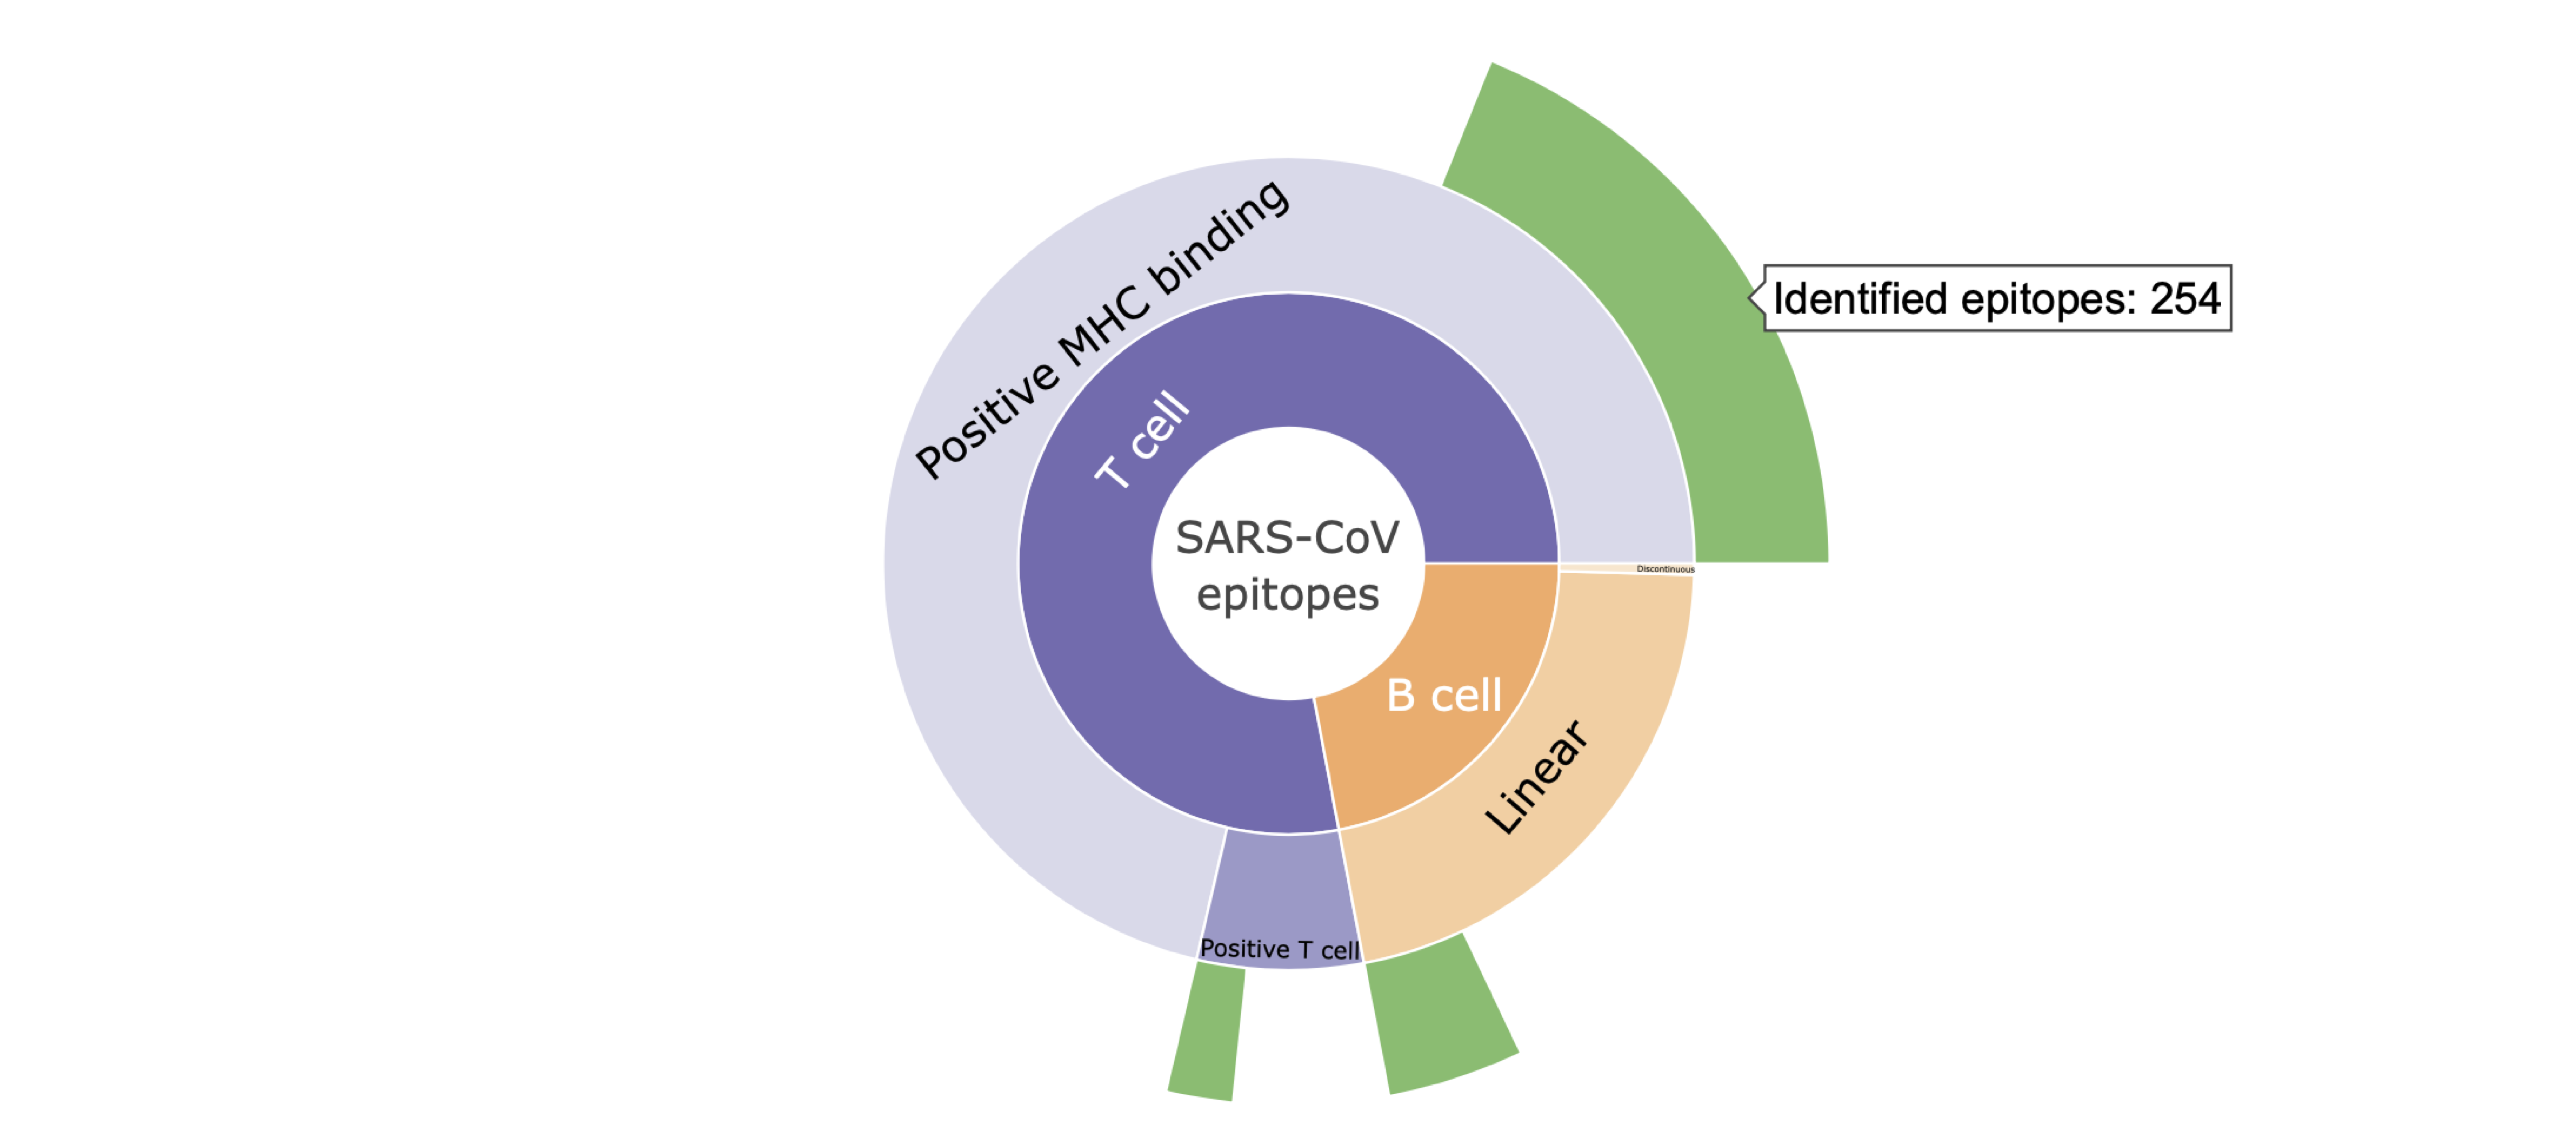 Positive MHC binding
T cell
SARS-CoV
epitopes
Identified epitopes: 254
Discontinuous
B cell
Linear
Positive T cell